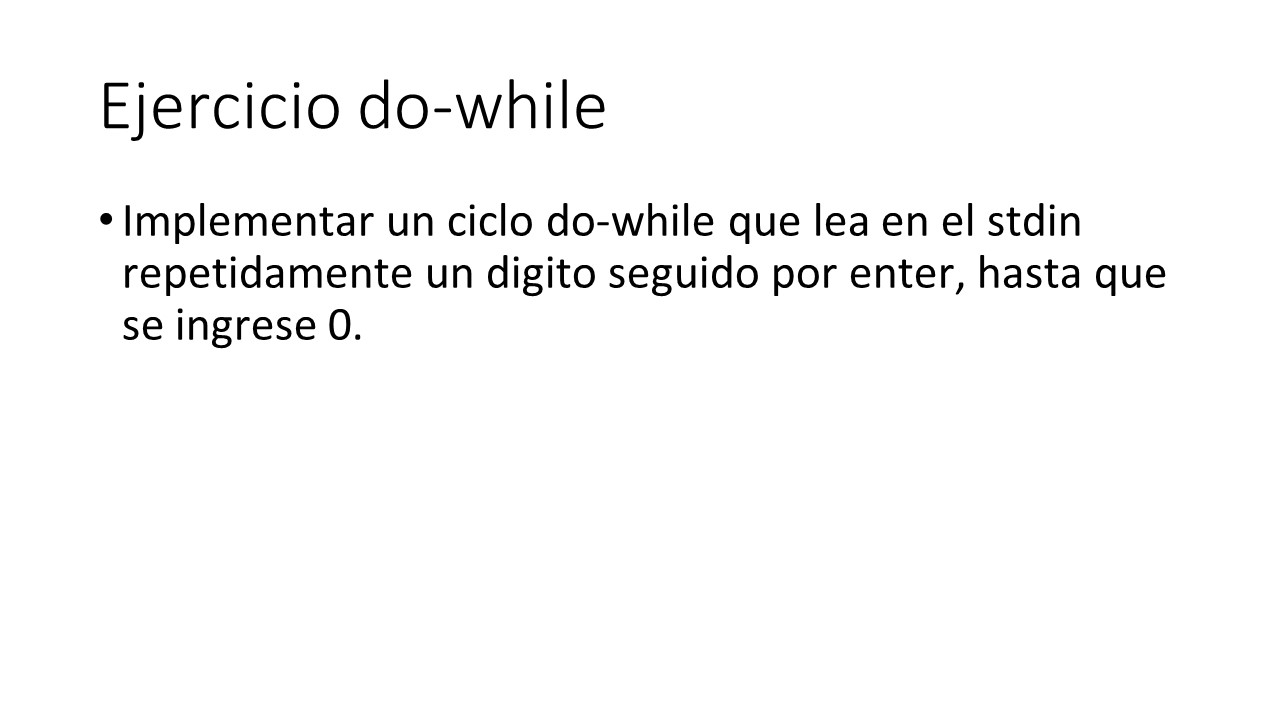 Ejercicio do-while
• Implementar un ciclo do-while que lea en el stdin
repetidamente un digito seguido por enter, hasta que
se ingrese 0.